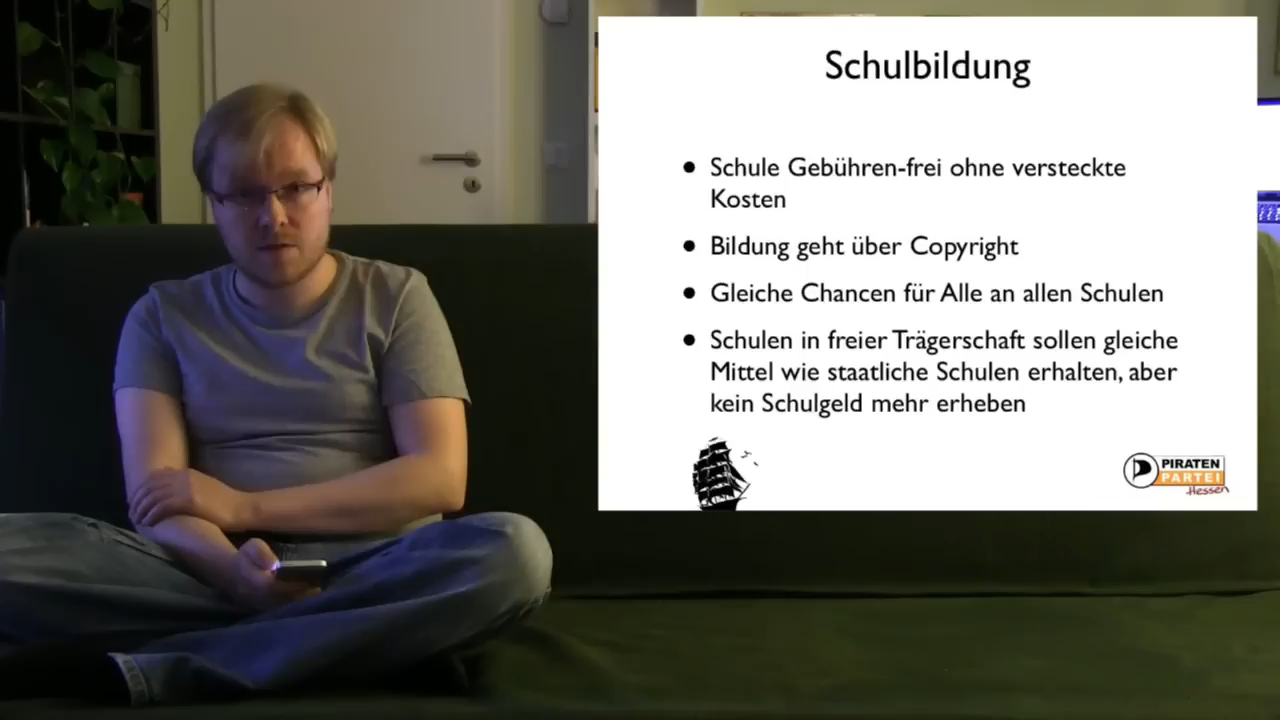 Schulbildung
• Schule Gebühren-frei ohne versteckte
Kosten
• Bildung geht über Copyright
• Gleiche Chancen für Alle an allen Schulen
• Schulen in freier Trägerschaft sollen gleiche
Mittel wie staatliche Schulen erhalten, aber
kein Schulgeld mehr erheben
PIRATEN
PARTEI
Hessen